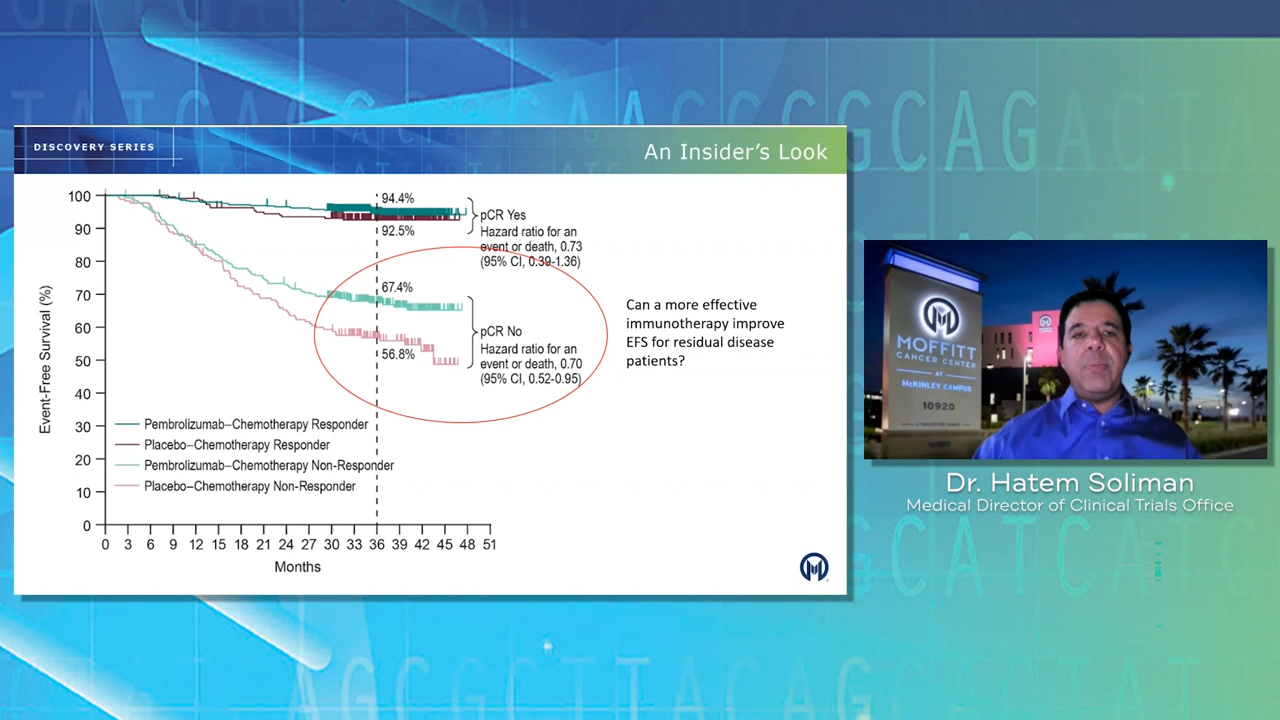 DISCOVERY SERIES
An Insider's Look
100
90
80
70
60
50
40
30
20
10
0
Event-Free Survival (%)
94.4%
92.5%
pCR Yes
Hazard ratio for an
event or death, 0.73
(95% CI, 0.39-1.36)
67.4%
56.8%
pCR No
Hazard ratio for an
event or death, 0.70
(95% CI, 0.52-0.95)
Pembrolizumab–Chemotherapy Responder
Placebo–Chemotherapy Responder
Pembrolizumab–Chemotherapy Non-Responder
Placebo–Chemotherapy Non-Responder
0 3 6 9 12 15 18 21 24 27 30 33 36 39 42 45 48 51
Months
Can a more effective
immunotherapy improve
EFS for residual disease
patients?
MOFFITT
CANCER CENTER
AT
McKINLEY CAMPUS
10920
Dr. Hatem Soliman
Medical Director of Clinical Trials Office
GCAG
GCATC
AGCGCTTACAGC